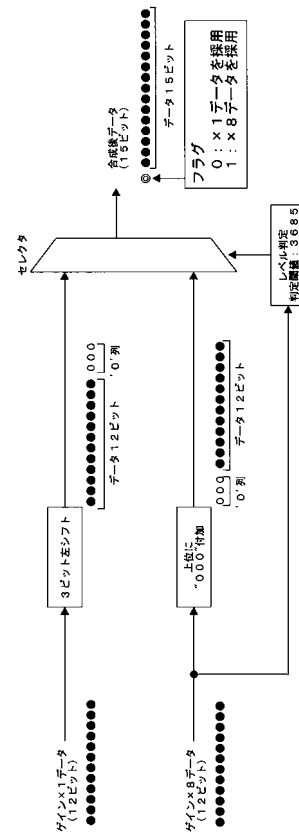 ゲイン×1データ
(12ビット)
●●●●●●●●●●●●
3ビット左シフト
●●●●●●●●●●●●
データ12ビット
000
'0'列
ゲイン×8データ
(12ビット)
●●●●●●●●●●●●
上位に
"000"付加
000
'0'列
●●●●●●●●●●●●
データ12ビット
セレクタ
レベル判定
判定閾値:3685
合成後データ
(15ビット)
◎
●●●●●●●●●●●●●●●
データ15ビット
フラグ
0:×1データを採用
1:×8データを採用